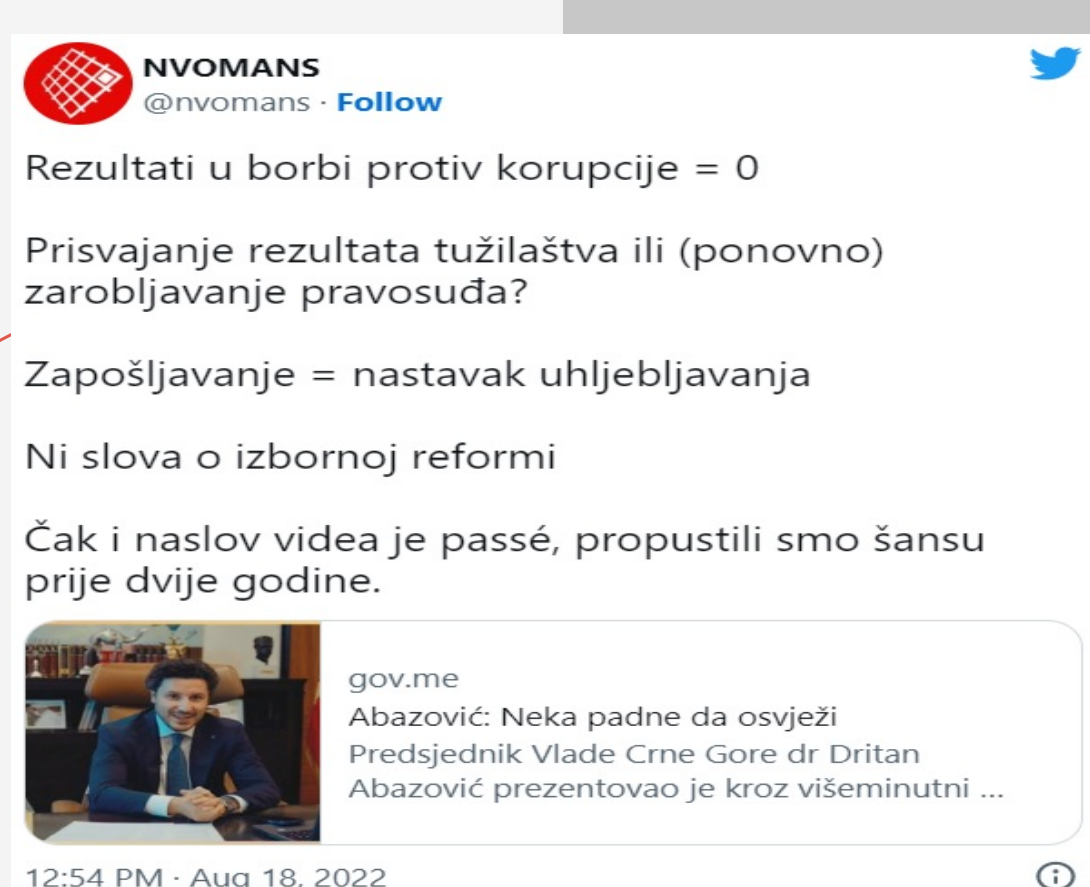 NVOMANS
@nvomans · Follow
Rezultati u borbi protiv korupcije = 0
Prisvajanje rezultata tužilaštva ili (ponovno)
zarobljavanje pravosuđa?
Zapošljavanje = nastavak uhljebljavanja
Ni slova o izbornoj reformi
Čak i naslov videa je passé, propustili smo šansu
prije dvije godine.
gov.me
Abazović: Neka padne da osvježi
Predsjednik Vlade Crne Gore dr Dritan
Abazović prezentovao je kroz višeminutni ...
12:54 PM · Aug 18, 2022